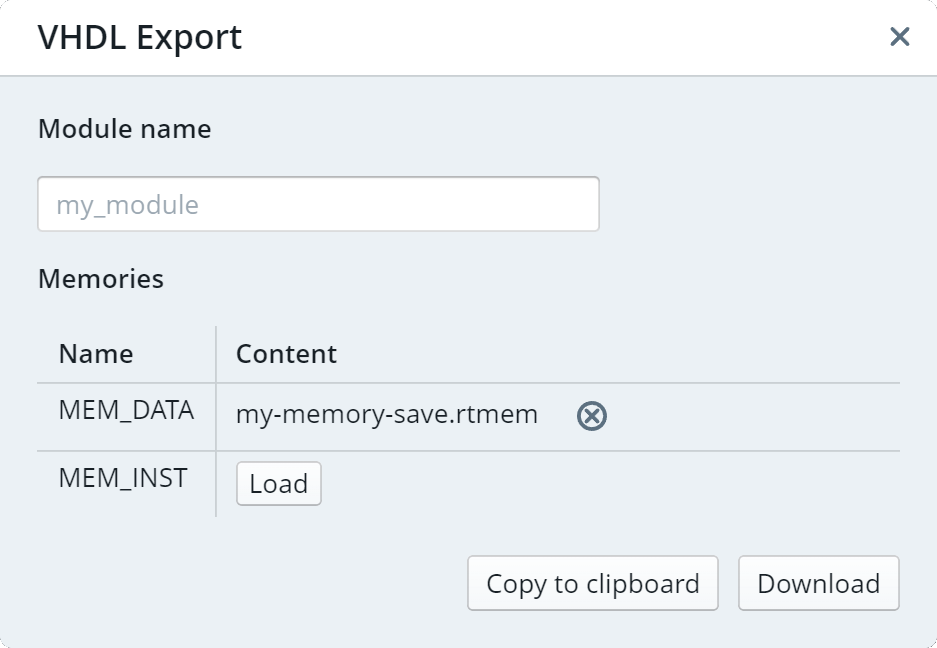 VHDL Export
Module name
my_module
Memories
Name Content
MEM_DATA my-memory-save.rtmem
MEM_INST Load
Copy to clipboard Download